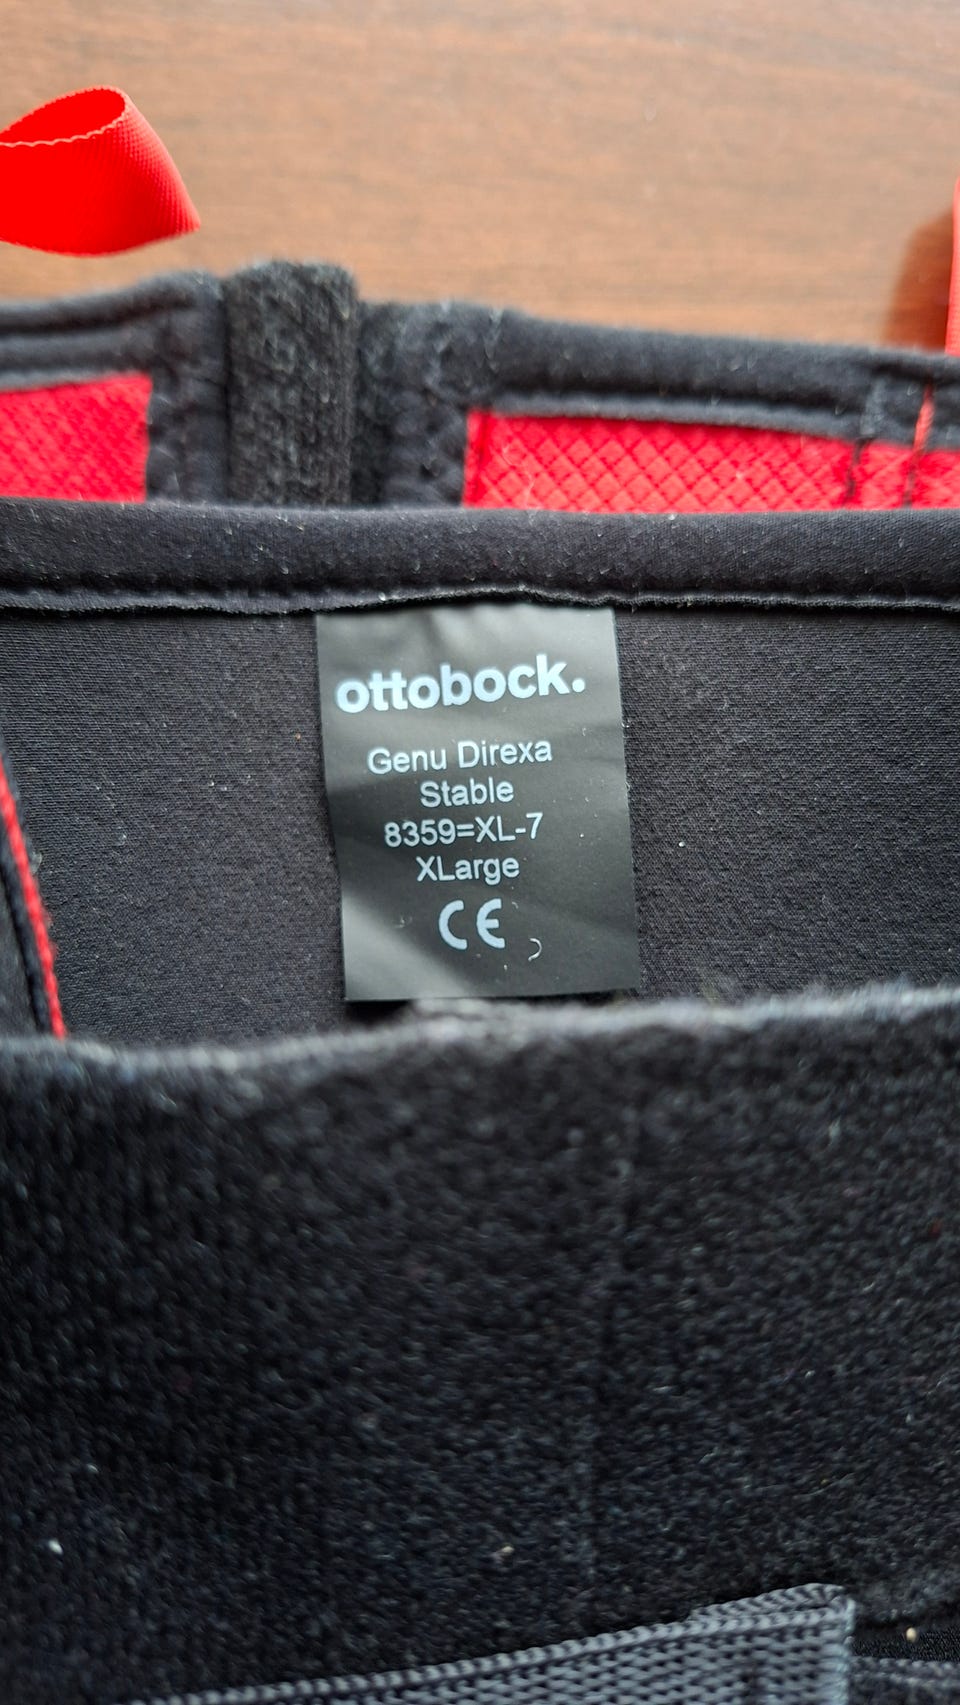 ottobock.
Genu Direxa
Stable
8359=XL-7
XLarge
CE